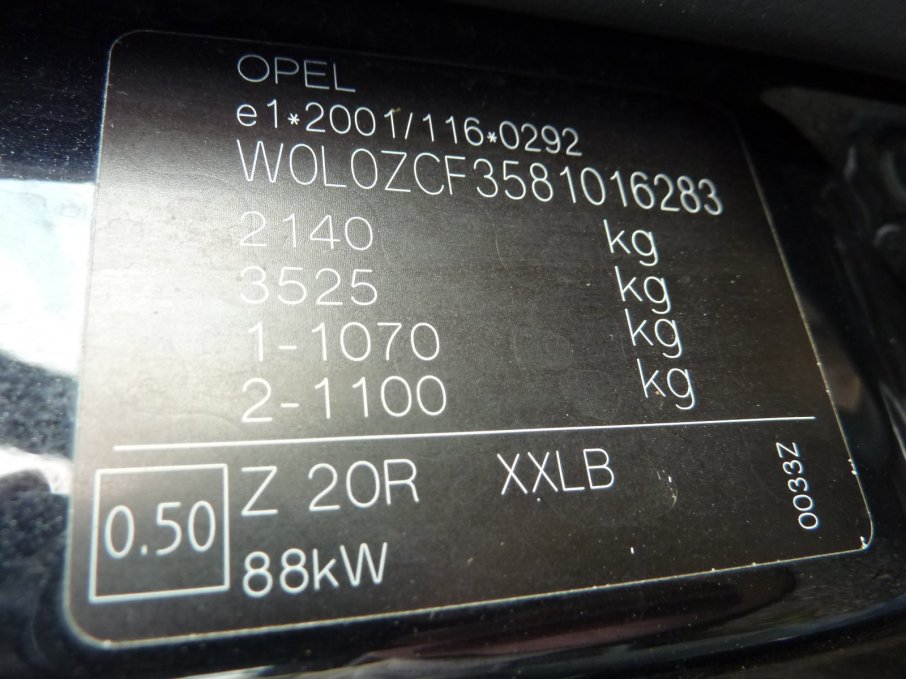 OPEL
e1*2001/116*0292
W0L0ZCF3581016283
2140 kg
3525 kg
1-1070 kg
2-1100 kg
0.50 Z 20R XXLB
88kW
0033Z